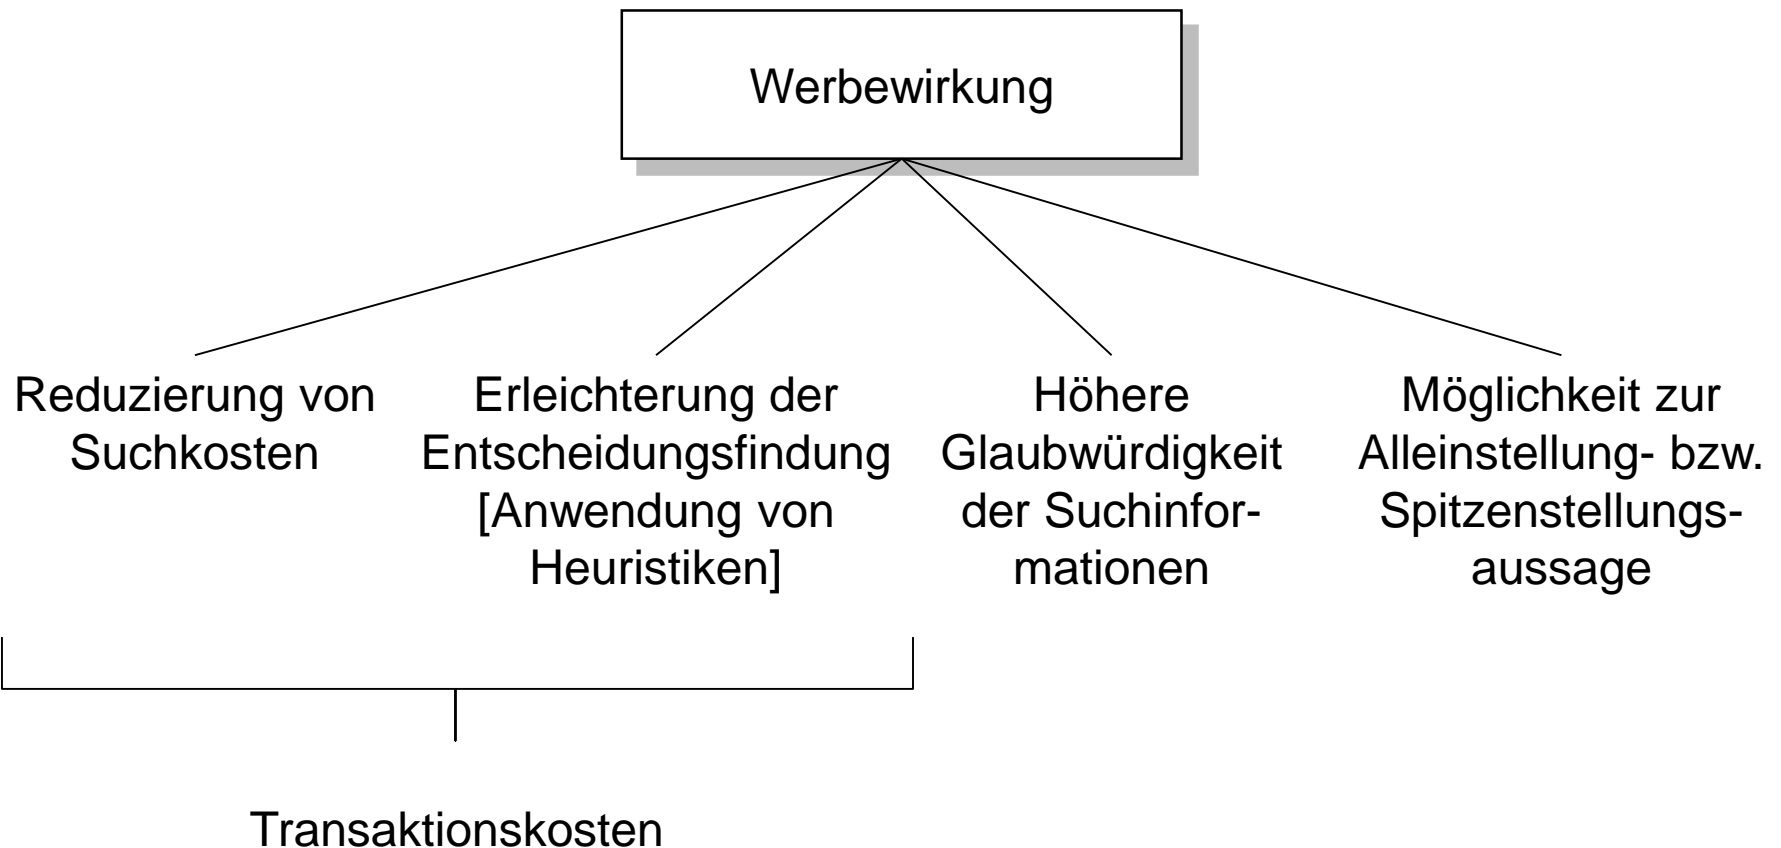 Werbewirkung
Reduzierung von
Suchkosten
Erleichterung der
Entscheidungsfindung
[Anwendung von
Heuristiken]
Höhere
Glaubwürdigkeit
der Suchinfor-
mationen
Möglichkeit zur
Alleinstellung- bzw.
Spitzenstellungs-
aussage
Transaktionskosten